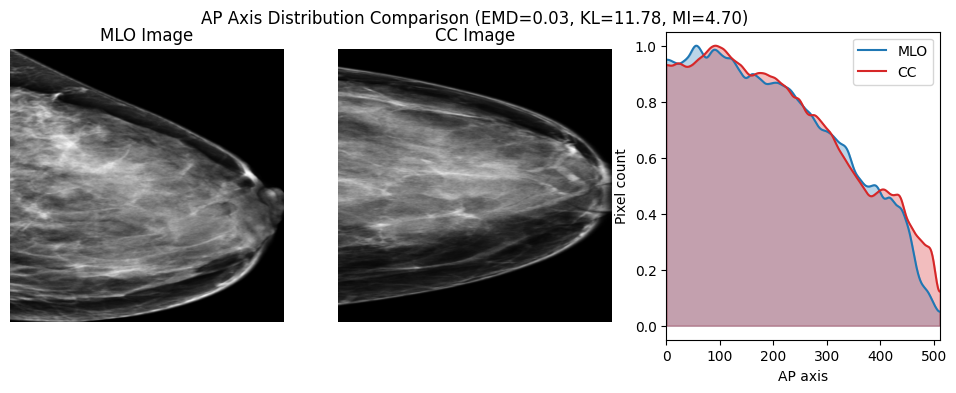 AP Axis Distribution Comparison (EMD=0.03, KL=11.78, MI=4.70)
MLO Image
CC Image
MLO
CC
1.0
0.8
0.6
0.4
0.2
0.0
Pixel count
0 100 200 300 400 500
AP axis